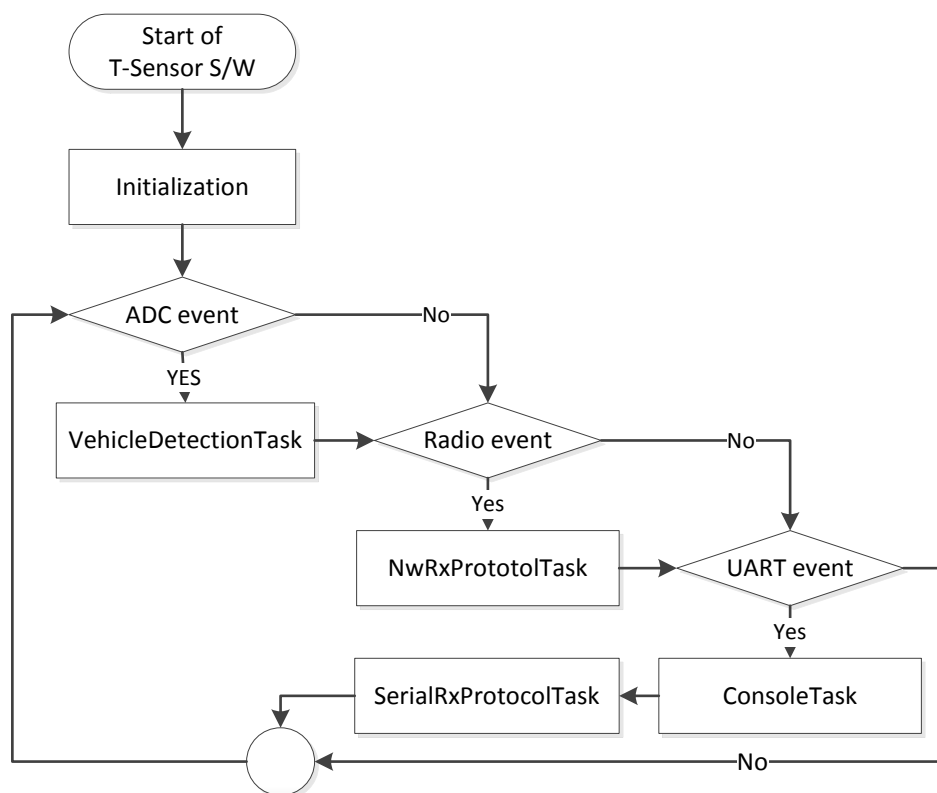 Start of
T-Sensor S/W
Initialization
ADC event
No
YES
VehicleDetectionTask
Radio event
No
Yes
NwRxPrototolTask
UART event
Yes
SerialRxProtocolTask
ConsoleTask
No